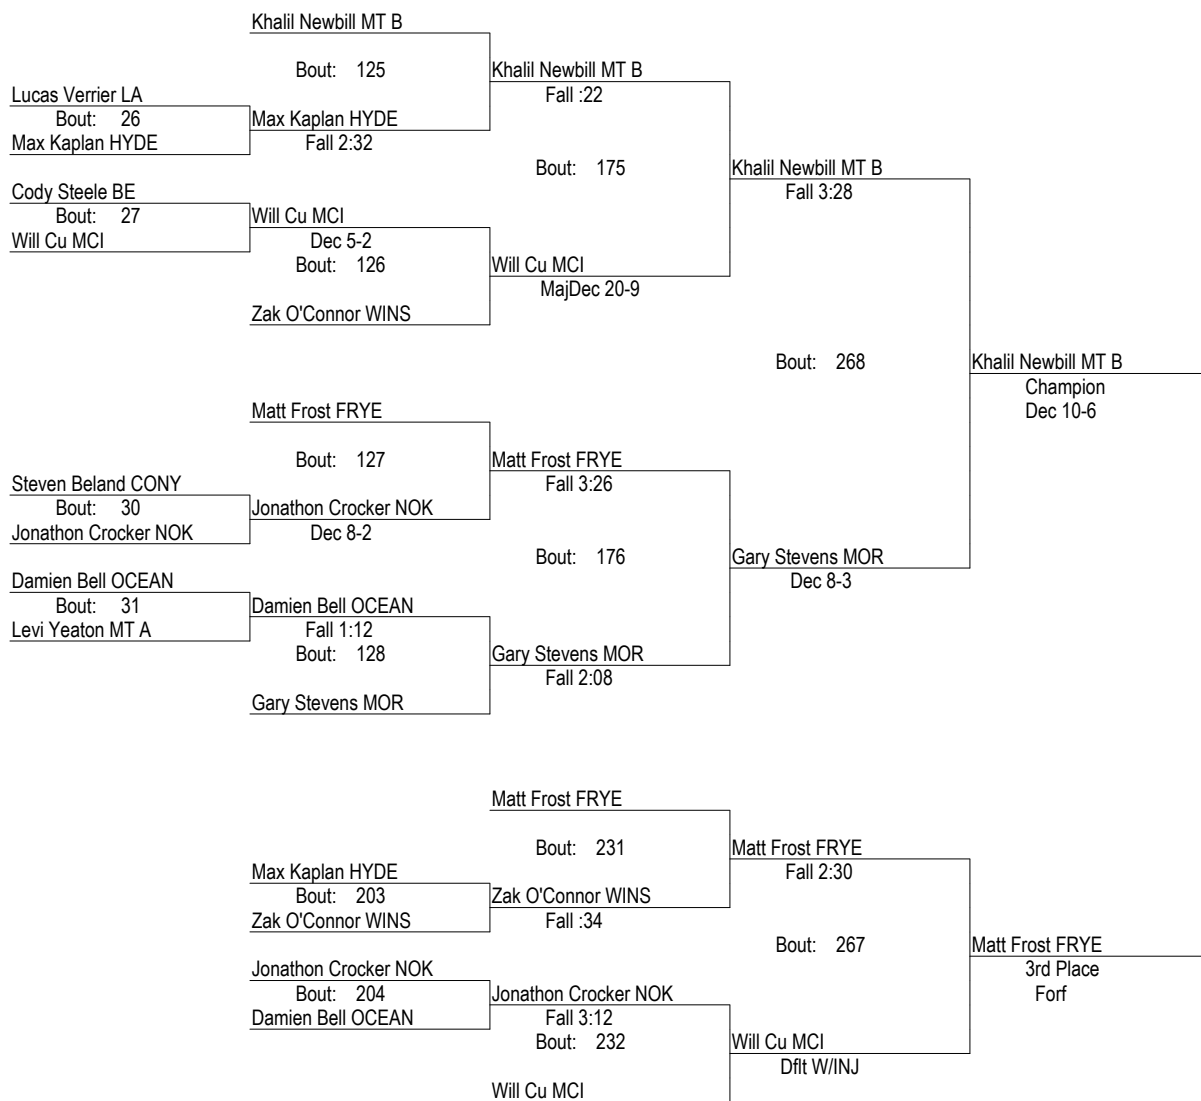 Khalil Newbill MT B
Bout: 125
Khalil Newbill MT B
Lucas Verrier LA
Fall :22
Bout: 26
Max Kaplan HYDE
Max Kaplan HYDE
Fall 2:32
Bout: 175
Khalil Newbill MT B
Cody Steele BE
Fall 3:28
Bout: 27
Will Cu MCI
Will Cu MCI
Dec 5-2
Bout: 126
Will Cu MCI
MajDec 20-9
Zak O'Connor WINS
Bout: 268
Khalil Newbill MT B
Champion
Dec 10-6
Matt Frost FRYE
Bout: 127
Matt Frost FRYE
Steven Beland CONY
Fall 3:26
Bout: 30
Jonathon Crocker NOK
Jonathon Crocker NOK
Dec 8-2
Bout: 176
Gary Stevens MOR
Damien Bell OCEAN
Dec 8-3
Bout: 31
Damien Bell OCEAN
Levi Yeaton MT A
Fall 1:12
Bout: 128
Gary Stevens MOR
Fall 2:08
Gary Stevens MOR
Matt Frost FRYE
Bout: 231
Matt Frost FRYE
Max Kaplan HYDE
Fall 2:30
Bout: 203
Zak O'Connor WINS
Zak O'Connor WINS
Fall :34
Bout: 267
Matt Frost FRYE
Jonathon Crocker NOK
3rd Place
Bout: 204
Jonathon Crocker NOK
Forf
Damien Bell OCEAN
Fall 3:12
Bout: 232
Will Cu MCI
Dflt W/INJ
Will Cu MCI